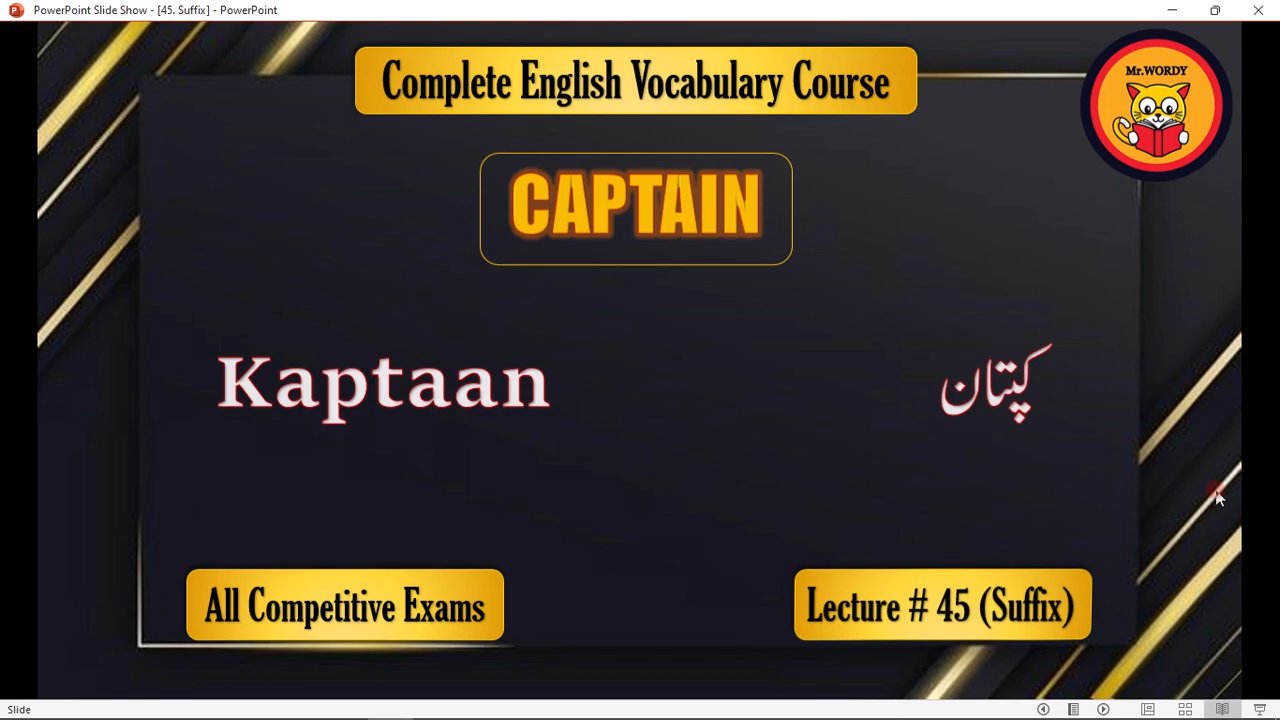 PowerPoint Slide Show - [45. Suffix] - PowerPoint
Complete English Vocabulary Course
Mr.WORDY
CAPTAIN
Kaptaan
کپتان
All Competitive Exams
Lecture # 45 (Suffix)
Slide